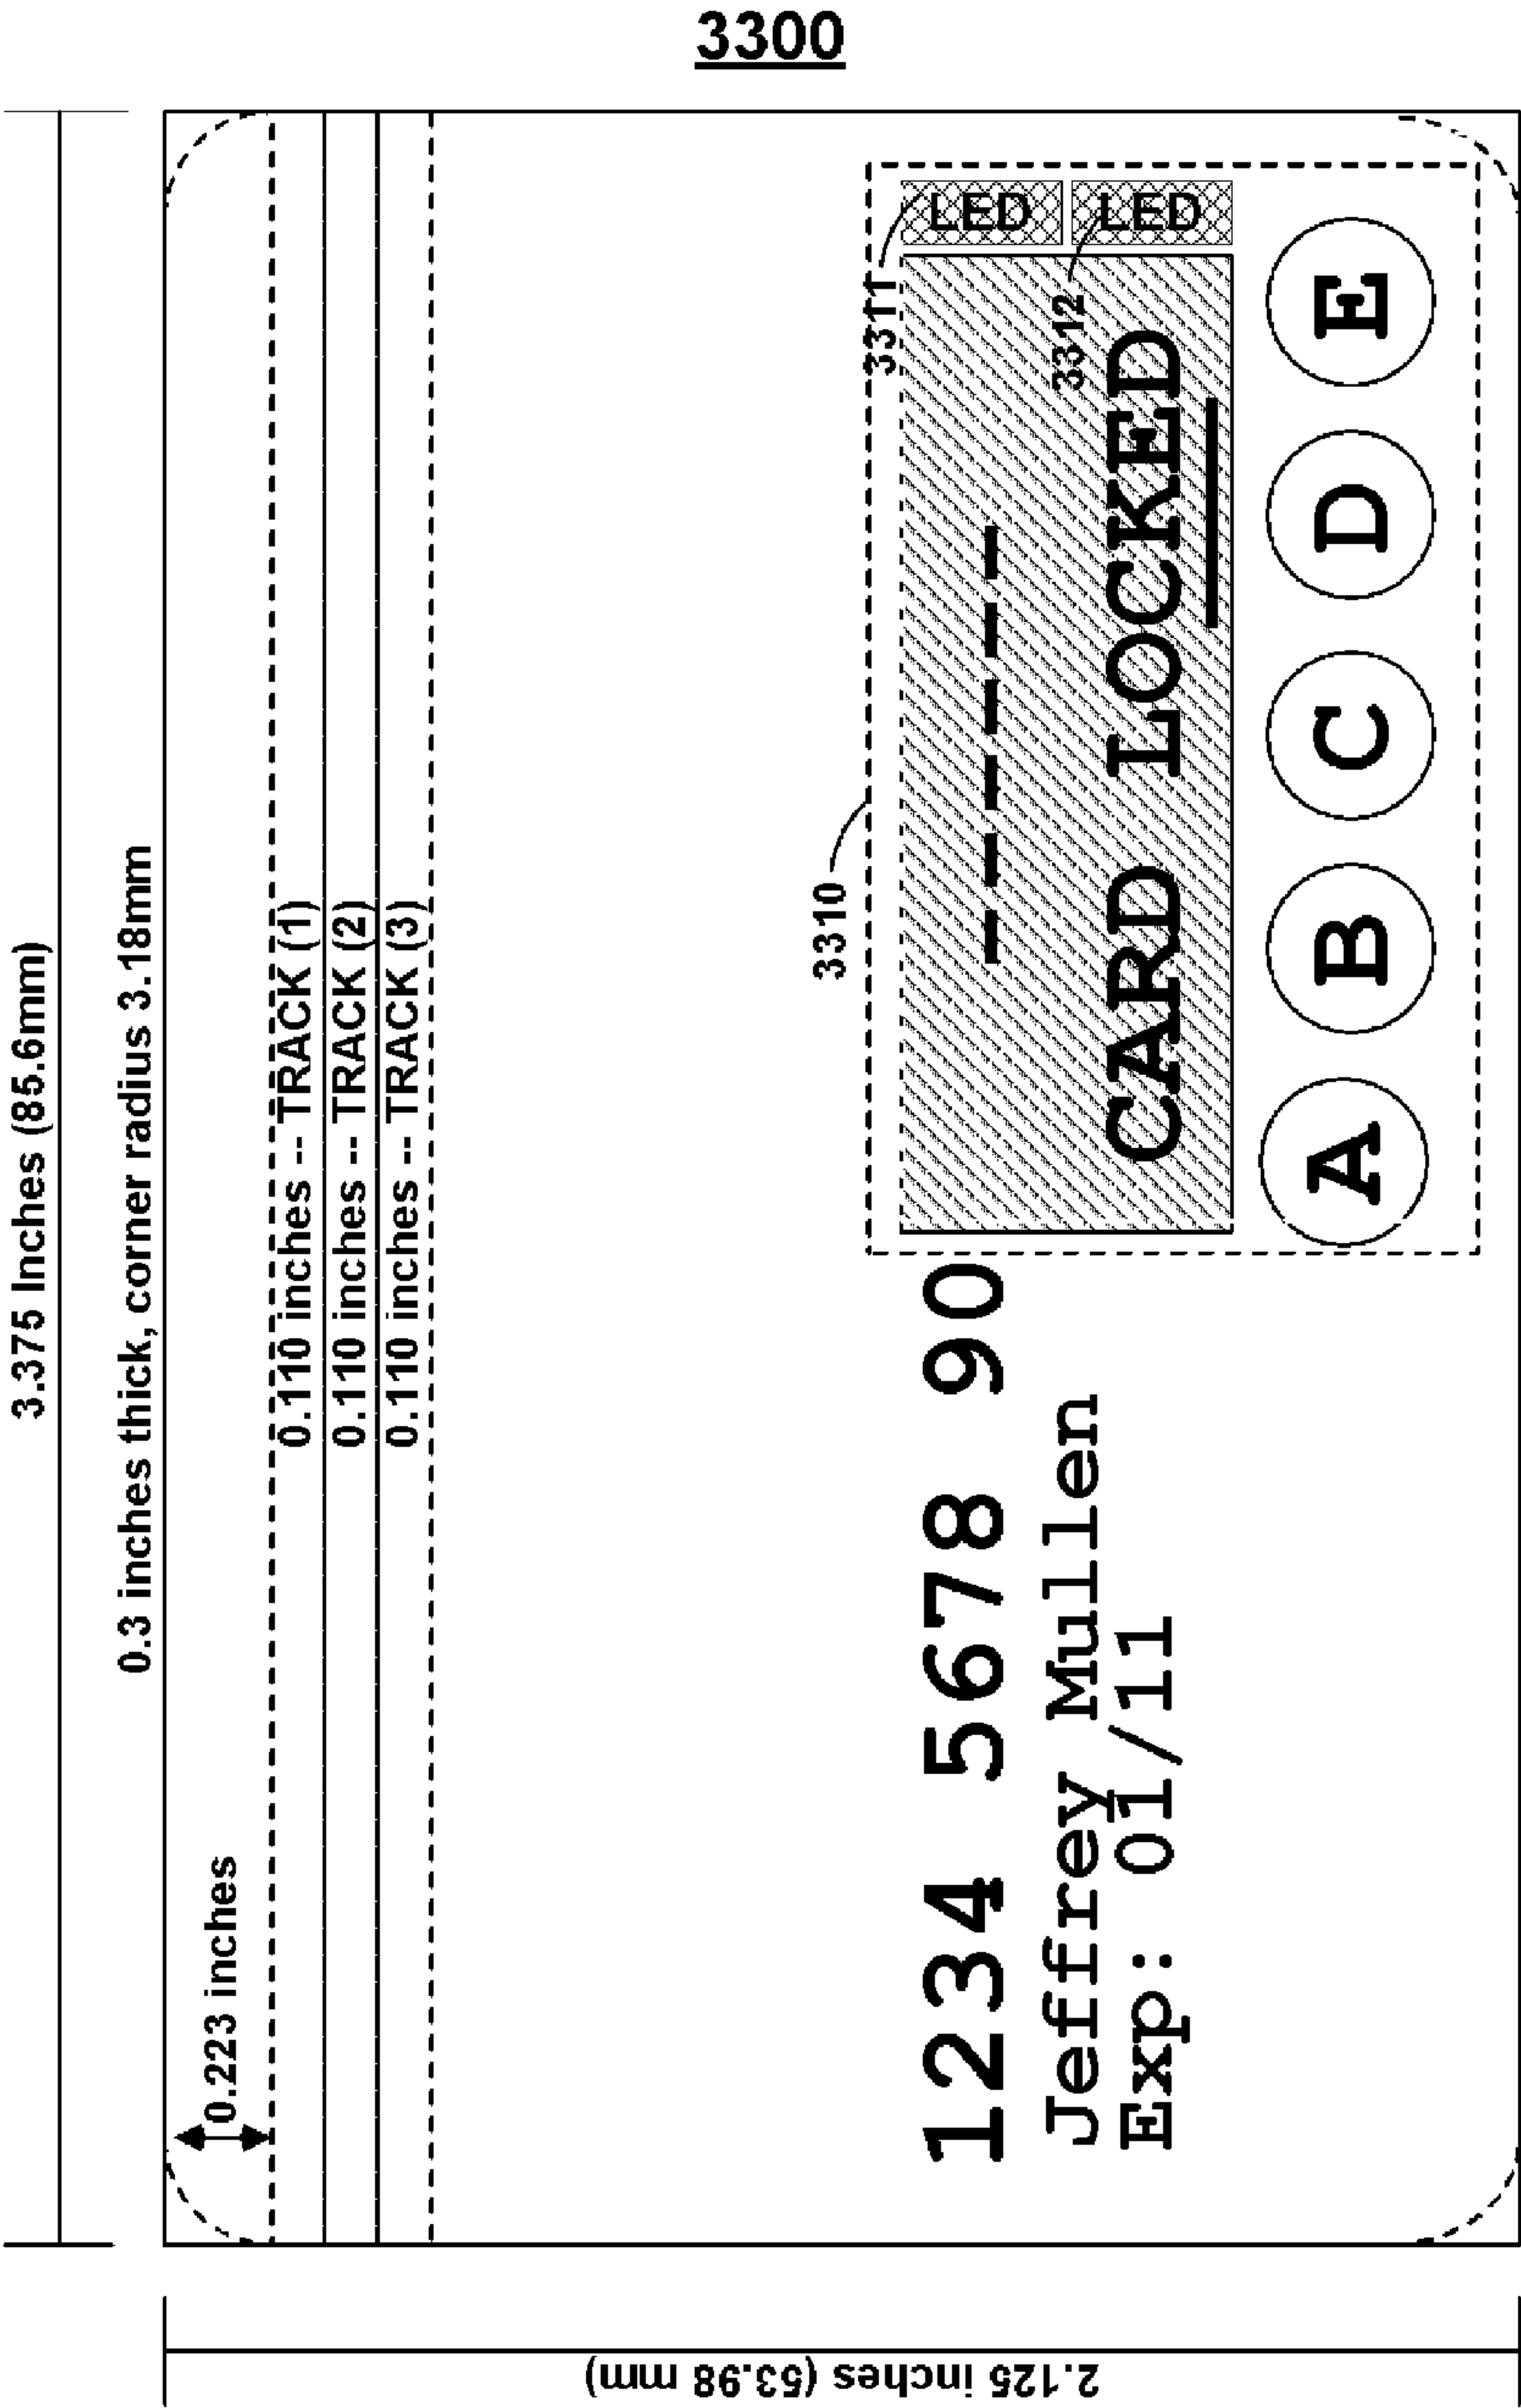 3300
3.375 Inches (85.6mm)
0.3 inches thick, corner radius 3.18mm
0.223 inches
0.110 inches -- TRACK (1)
0.110 inches -- TRACK (2)
0.110 inches -- TRACK (3)
3310
3311
LED
3312
LED
1234 5678 90
------
Jeffrey Mullen
CARD LOCKED
Exp: 01/11
A B C D E
2.125 inches (53.98 mm)